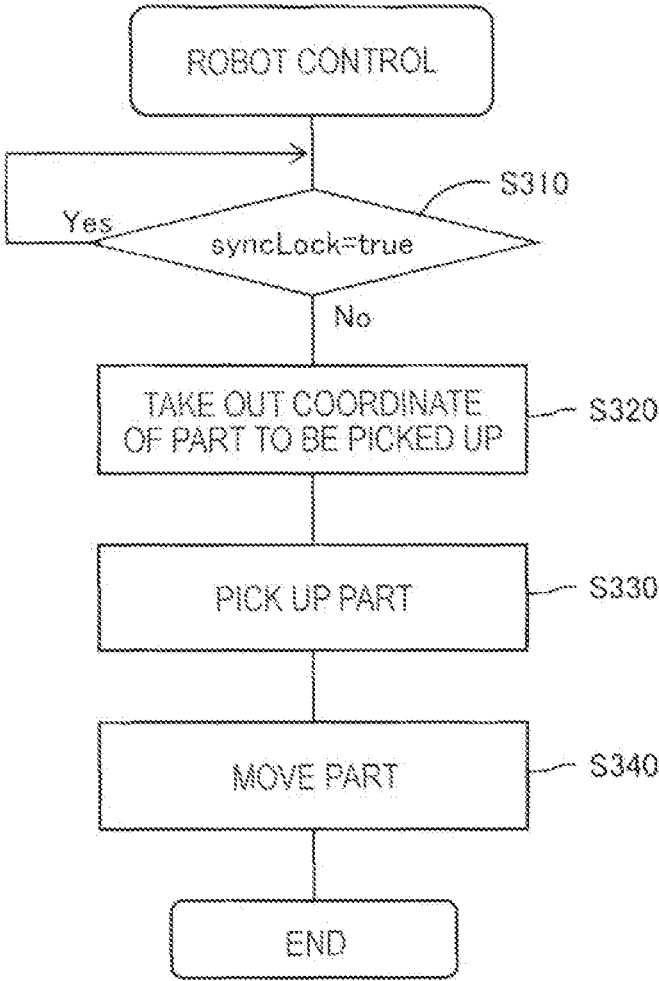 ROBOT CONTROL
S310
Yes
syncLock=true
No
TAKE OUT COORDINATE
OF PART TO BE PICKED UP
S320
PICK UP PART
S330
MOVE PART
S340
END